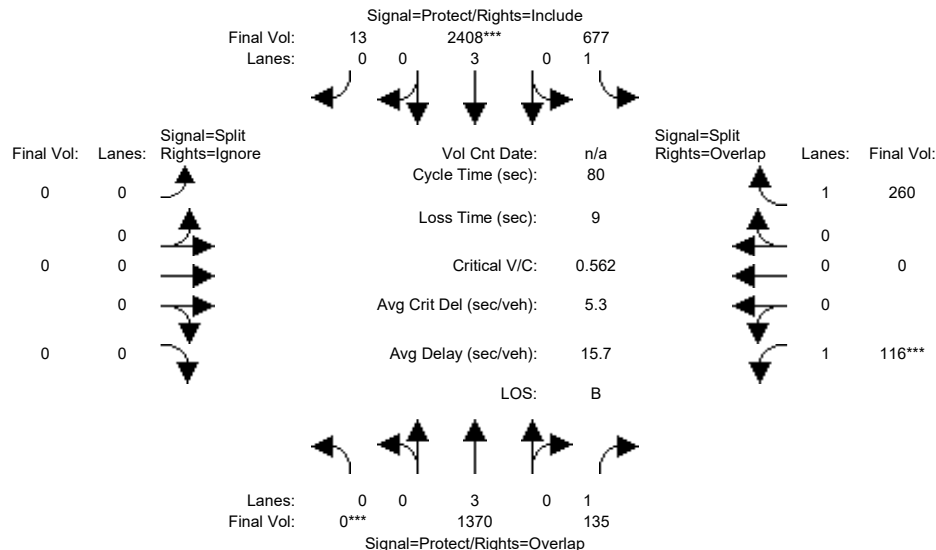 Signal=Protect/Rights=Include
Final Vol: 13 2408*** 677
Lanes: 0 0 3 0 1
Signal=Split Signal=Split
Final Vol: Lanes: Rights=Ignore Vol Cnt Date: n/a Rights=Overlap Lanes: Final Vol:
Cycle Time (sec): 80
0 0 1 260
Loss Time (sec): 9
0 0
0 0 Critical V/C: 0.562 0 0
0 Avg Crit Del (sec/veh): 5.3 0
0 0 Avg Delay (sec/veh): 15.7 1 116***
LOS: B
Lanes: 0 0 3 0 1
Final Vol: 0*** 1370 135
Signal=Protect/Rights=Overlap